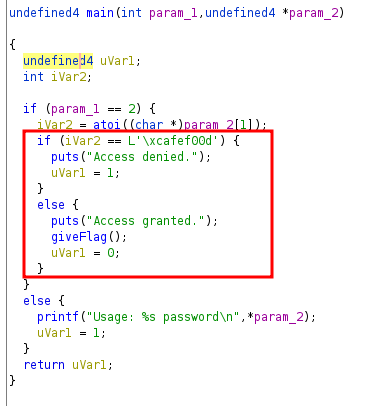 undefined4 main(int param_1,undefined4 *param_2)
{
undefined4 uVar1;
int iVar2;
if (param_1 == 2) {
iVar2 = atoi((char *)param_2[1]);
if (iVar2 == L'\xcafef00d') {
puts("Access denied.");
uVar1 = 1;
}
else {
puts("Access granted.");
giveFlag();
uVar1 = 0;
}
}
else {
printf("Usage: %s password\n",*param_2);
uVar1 = 1;
}
return uVar1;
}